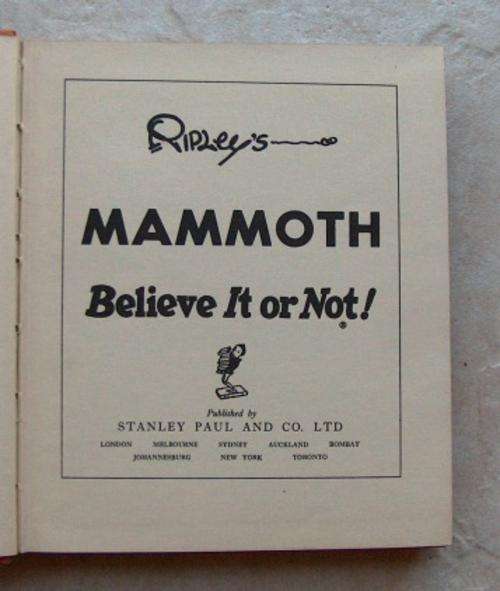 Ripley's
MAMMOTH
Believe It or Not!
®
Published by
STANLEY PAUL AND CO. LTD
LONDON MELBOURNE SYDNEY AUCKLAND BOMBAY
JOHANNESBURG NEW YORK TORONTO